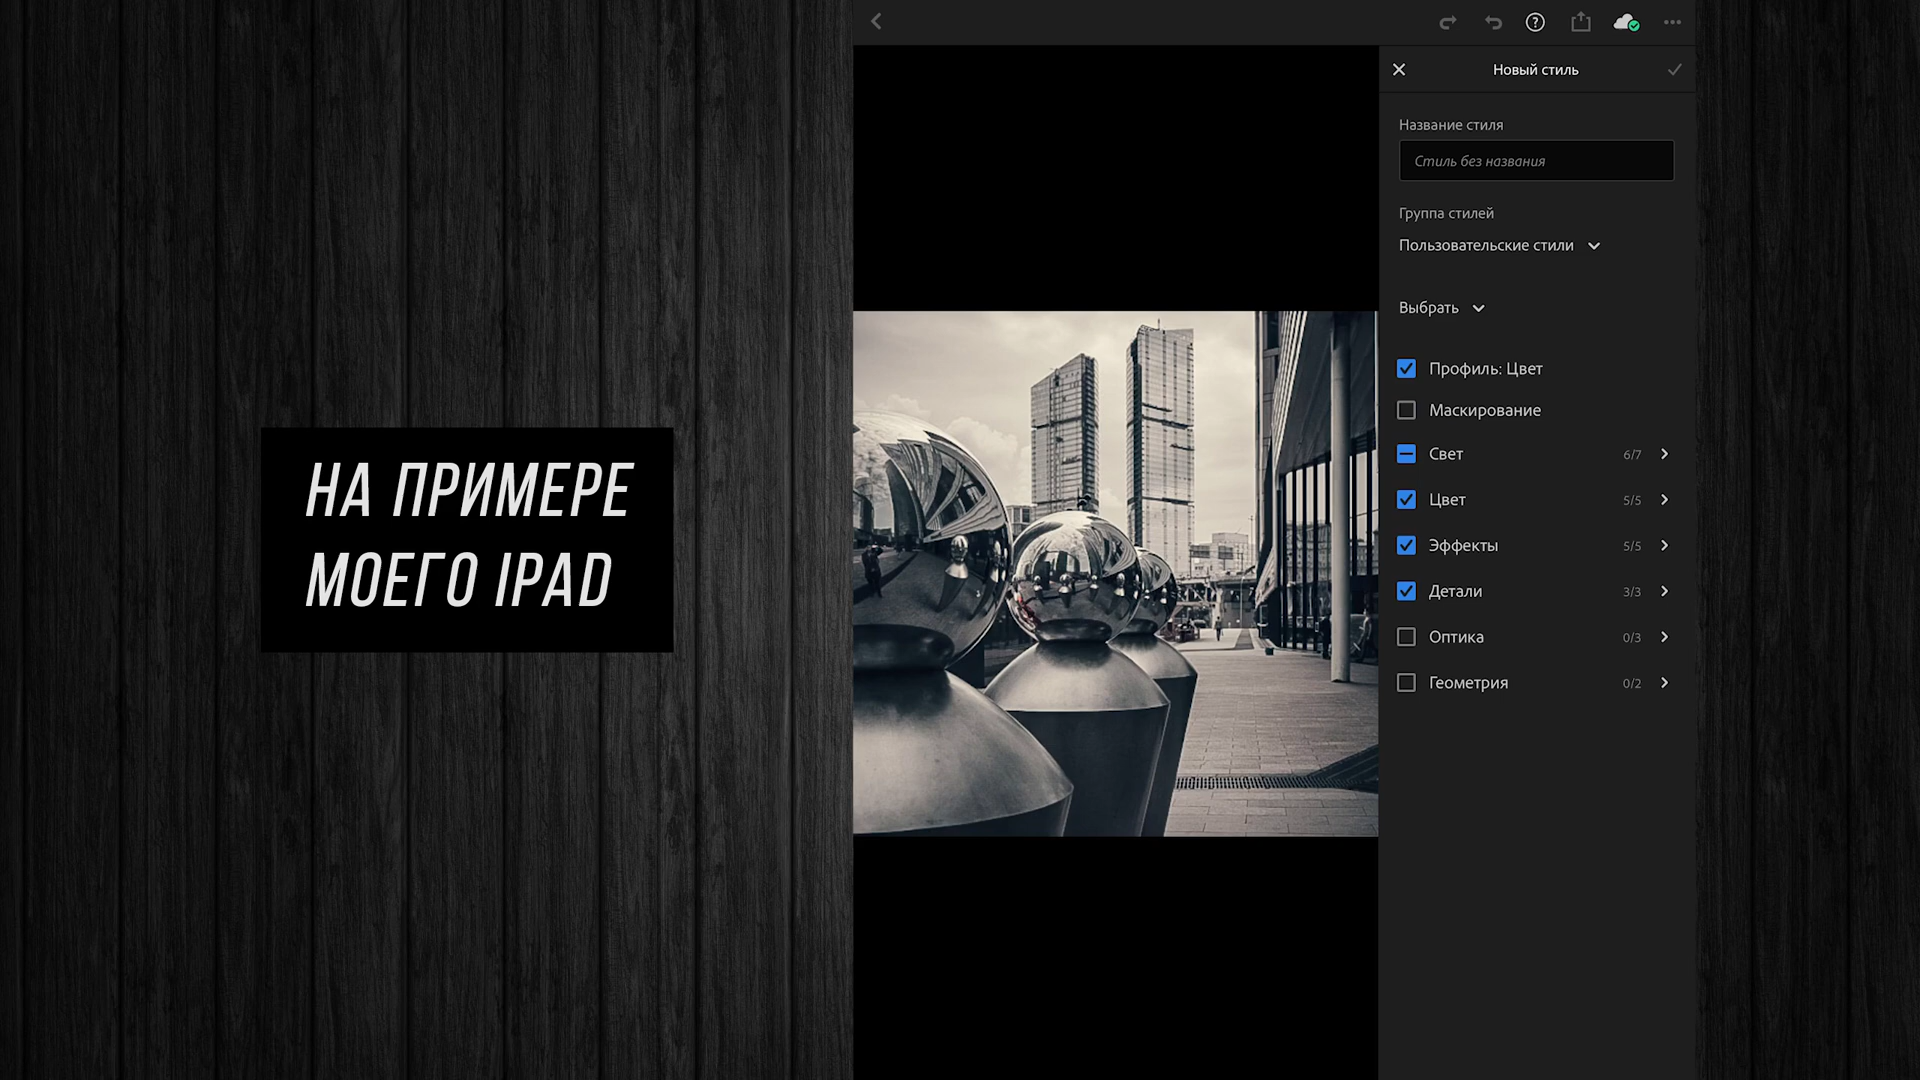 НА ПРИМЕРЕ
МОЕГО IPAD
Новый стиль
Название стиля
Стиль без названия
Группа стилей
Пользовательские стили
Выбрать
Профиль: Цвет
Маскирование
Свет 6/7
Цвет 5/5
Эффекты 5/5
Детали 3/3
Оптика 0/3
Геометрия 0/2